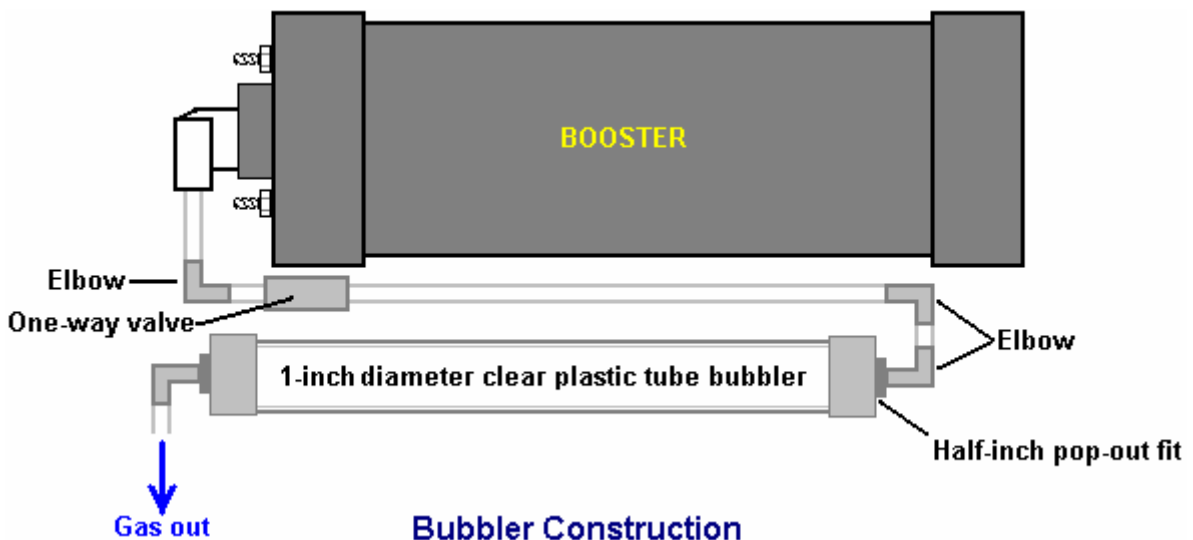 BOOSTER
Elbow
One-way valve
Elbow
1-inch diameter clear plastic tube bubbler
Half-inch pop-out fit
Gas out
Bubbler Construction